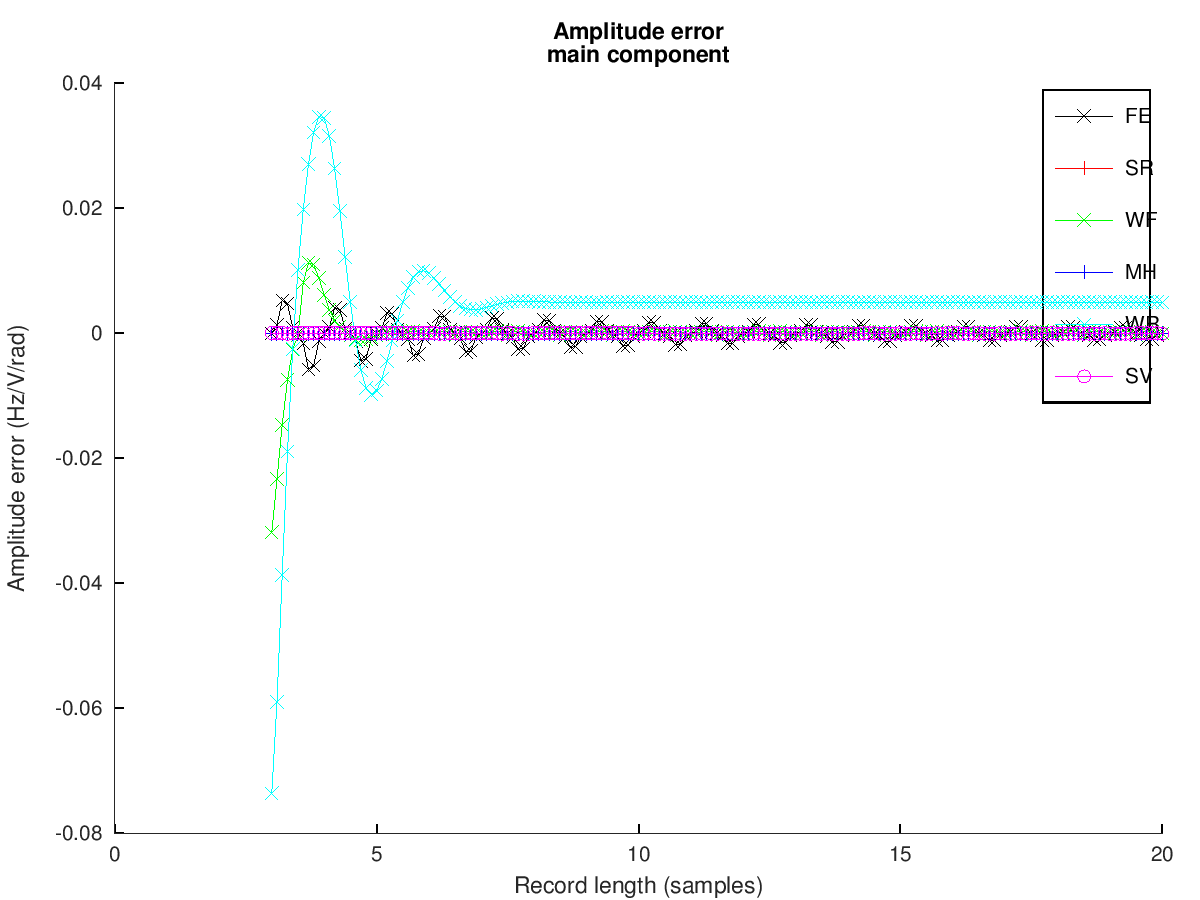 Amplitude error
main component
0.04
0.02
0
-0.02
-0.04
-0.06
-0.08
0
5
10
15
20
Amplitude error (Hz/V/rad)
Record length (samples)
FE
SR
WF
MH
WR
SV